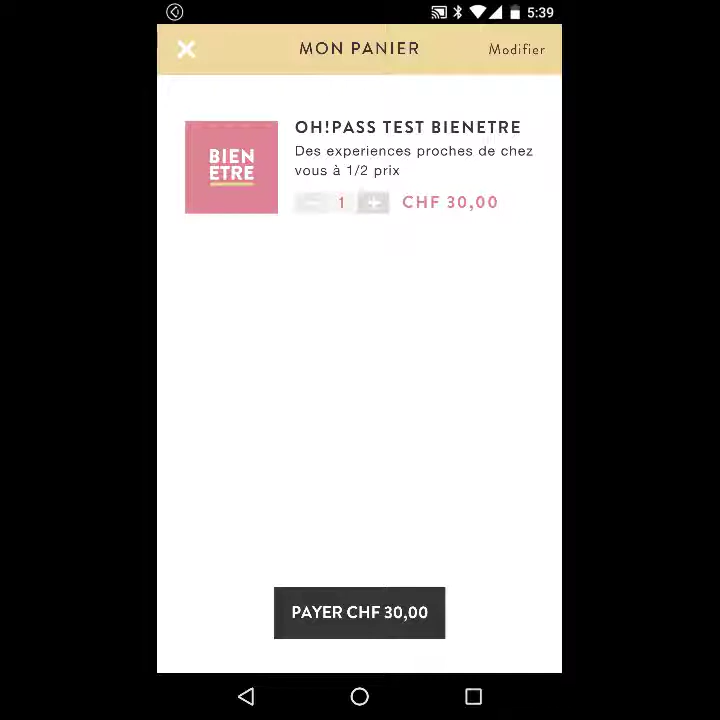 5:39
MON PANIER
Modifier
BIEN
ETRE
OH!PASS TEST BIENETRE
Des experiences proches de chez
vous à 1/2 prix
− 1 + CHF 30,00
PAYER CHF 30,00